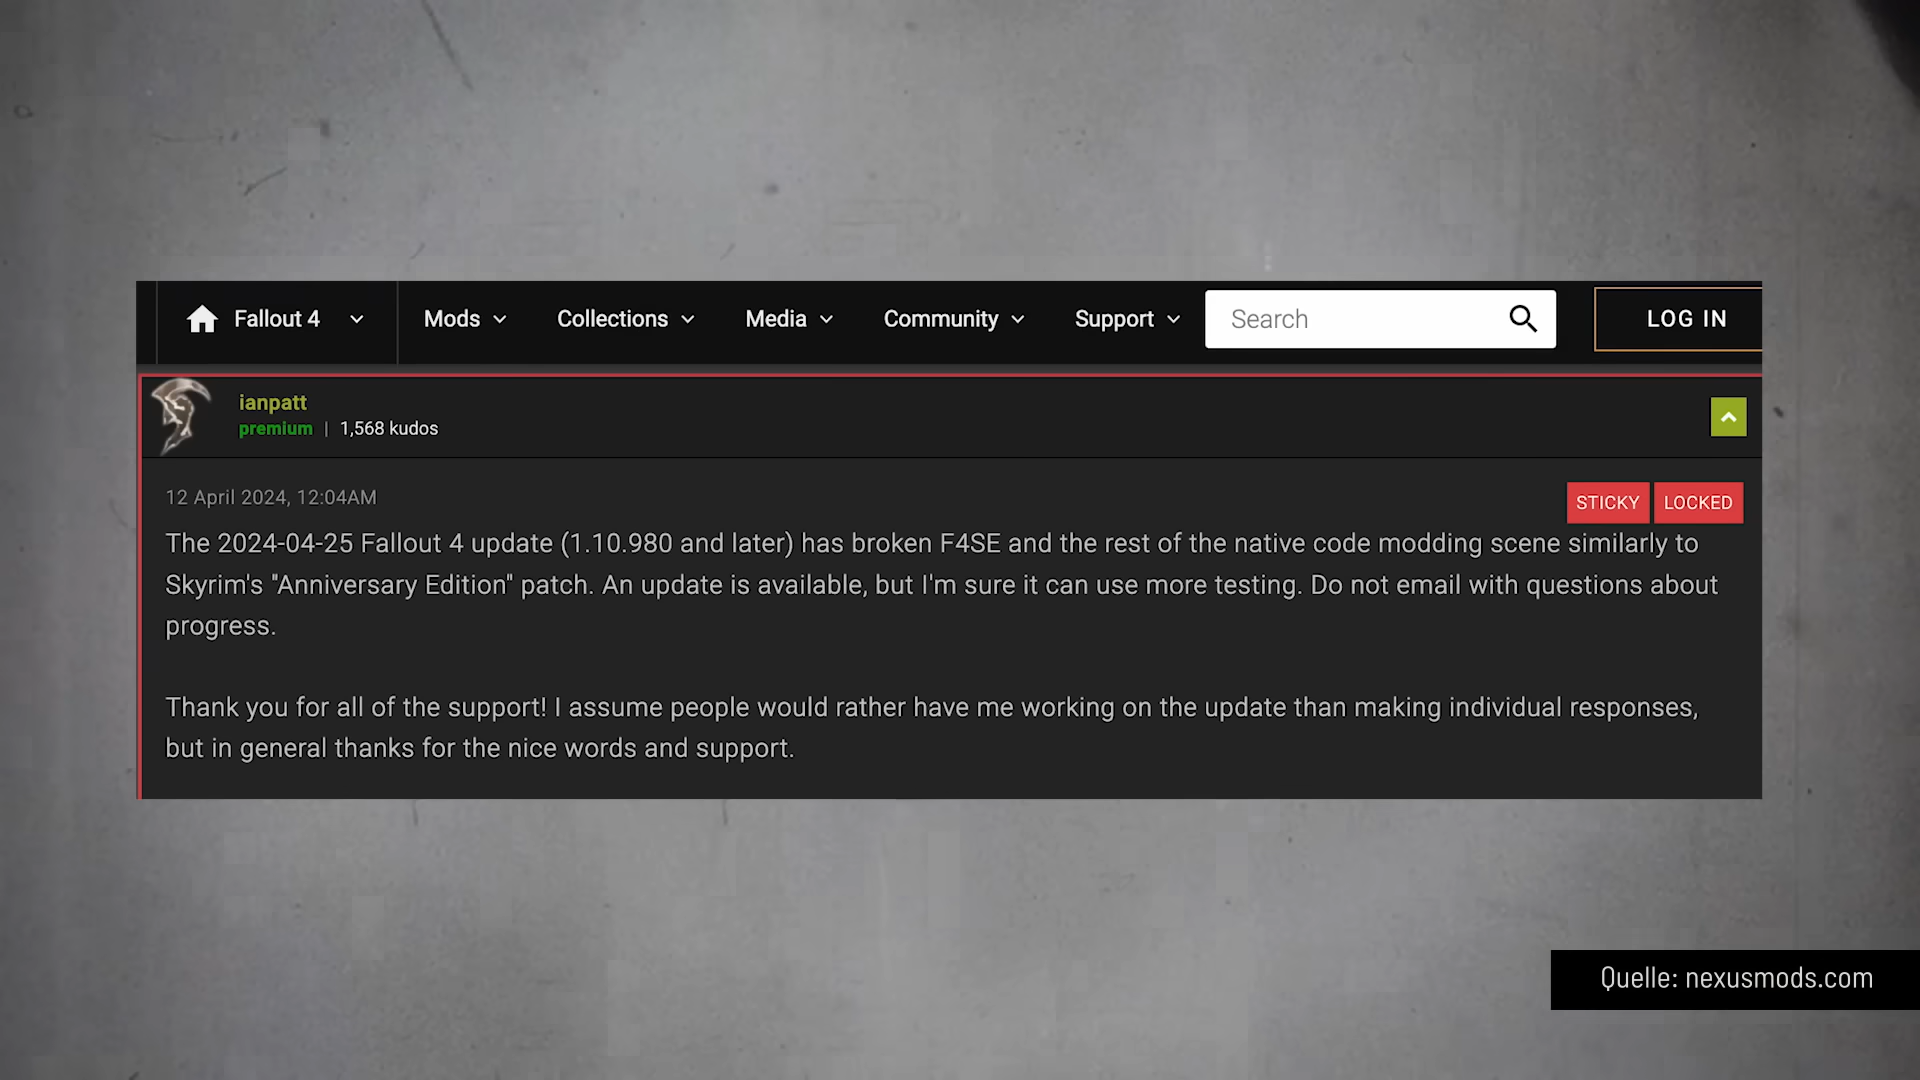 Fallout 4 Mods Collections Media Community Support Search LOG IN
ianpatt
premium | 1,568 kudos
12 April 2024, 12:04AM
STICKY LOCKED
The 2024-04-25 Fallout 4 update (1.10.980 and later) has broken F4SE and the rest of the native code modding scene similarly to
Skyrim's "Anniversary Edition" patch. An update is available, but I'm sure it can use more testing. Do not email with questions about
progress.
Thank you for all of the support! I assume people would rather have me working on the update than making individual responses,
but in general thanks for the nice words and support.
Quelle: nexusmods.com